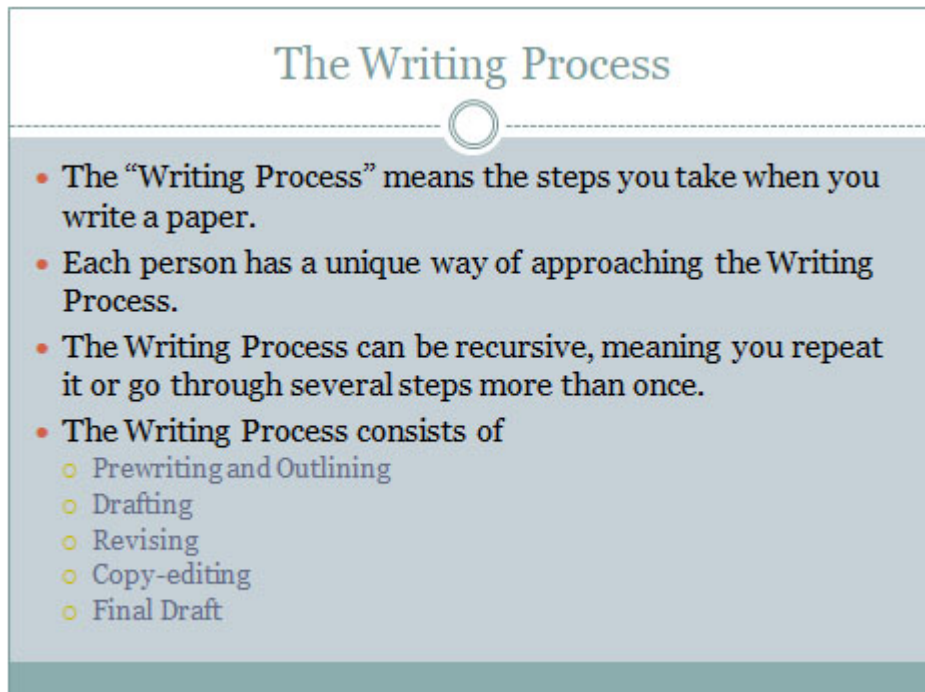 The Writing Process
• The “Writing Process” means the steps you take when you
write a paper.
• Each person has a unique way of approaching the Writing
Process.
• The Writing Process can be recursive, meaning you repeat
it or go through several steps more than once.
• The Writing Process consists of
o Prewriting and Outlining
o Drafting
o Revising
o Copy-editing
o Final Draft